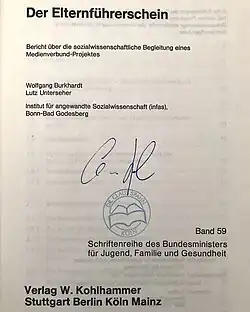 Der Elternführerschein
Bericht über die sozialwissenschaftliche Begleitung eines
Medienverbund-Projektes
Wolfgang Burkhardt
Lutz Unterseher
Institut für angewandte Sozialwissenschaft (infas),
Bonn-Bad Godesberg
Band 59
Schriftenreihe des Bundesministers
für Jugend, Familie und Gesundheit
Verlag W. Kohlhammer
Stuttgart Berlin Köln Mainz